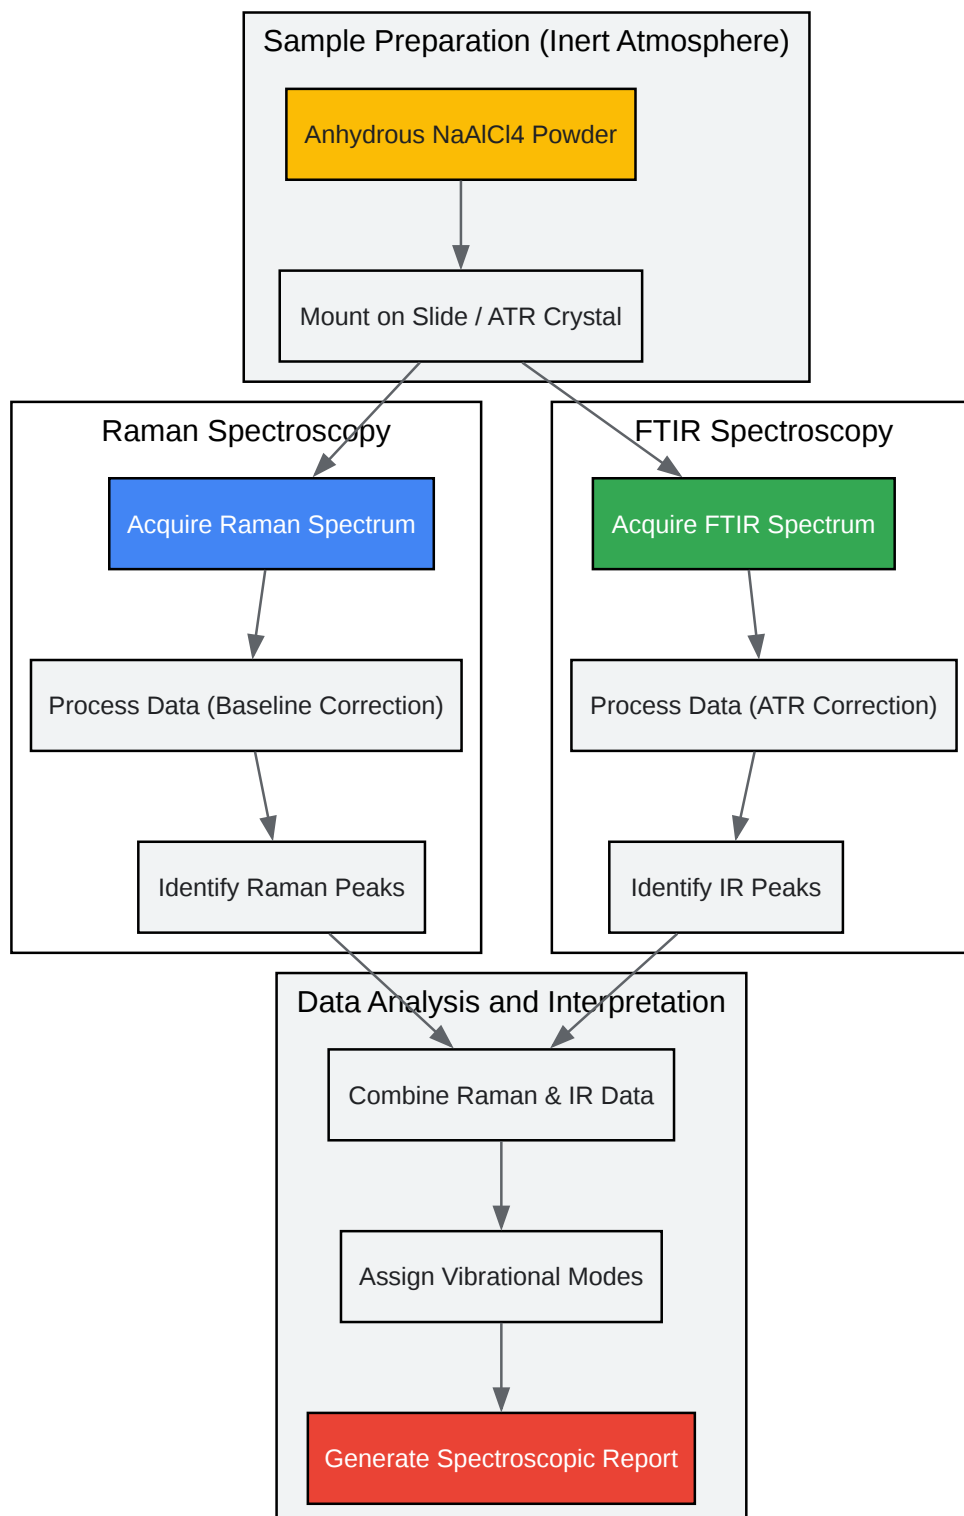 Sample Preparation (Inert Atmosphere)
Anhydrous NaAlCl4 Powder
Mount on Slide / ATR Crystal
Raman Spectroscopy
Acquire Raman Spectrum
Process Data (Baseline Correction)
Identify Raman Peaks
FTIR Spectroscopy
Acquire FTIR Spectrum
Process Data (ATR Correction)
Identify IR Peaks
Data Analysis and Interpretation
Combine Raman & IR Data
Assign Vibrational Modes
Generate Spectroscopic Report